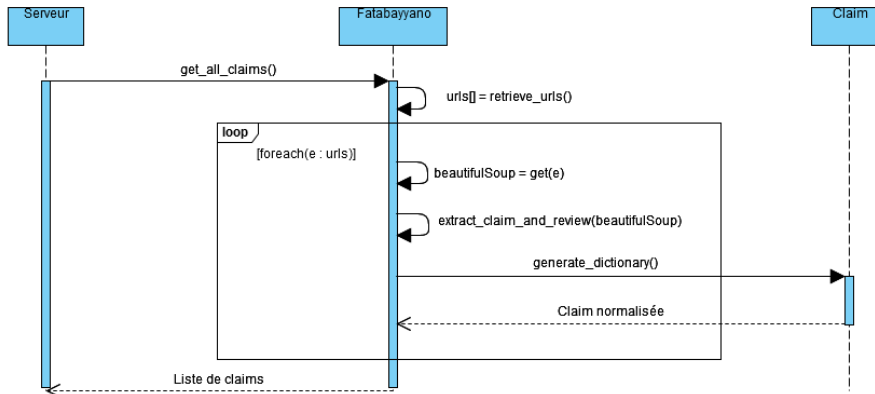 Serveur
Fatabayyano
Claim
get_all_claims()
urls[] = retrieve_urls()
loop
[foreach(e : urls)]
beautifulSoup = get(e)
extract_claim_and_review(beautifulSoup)
generate_dictionary()
Claim normalisée
Liste de claims